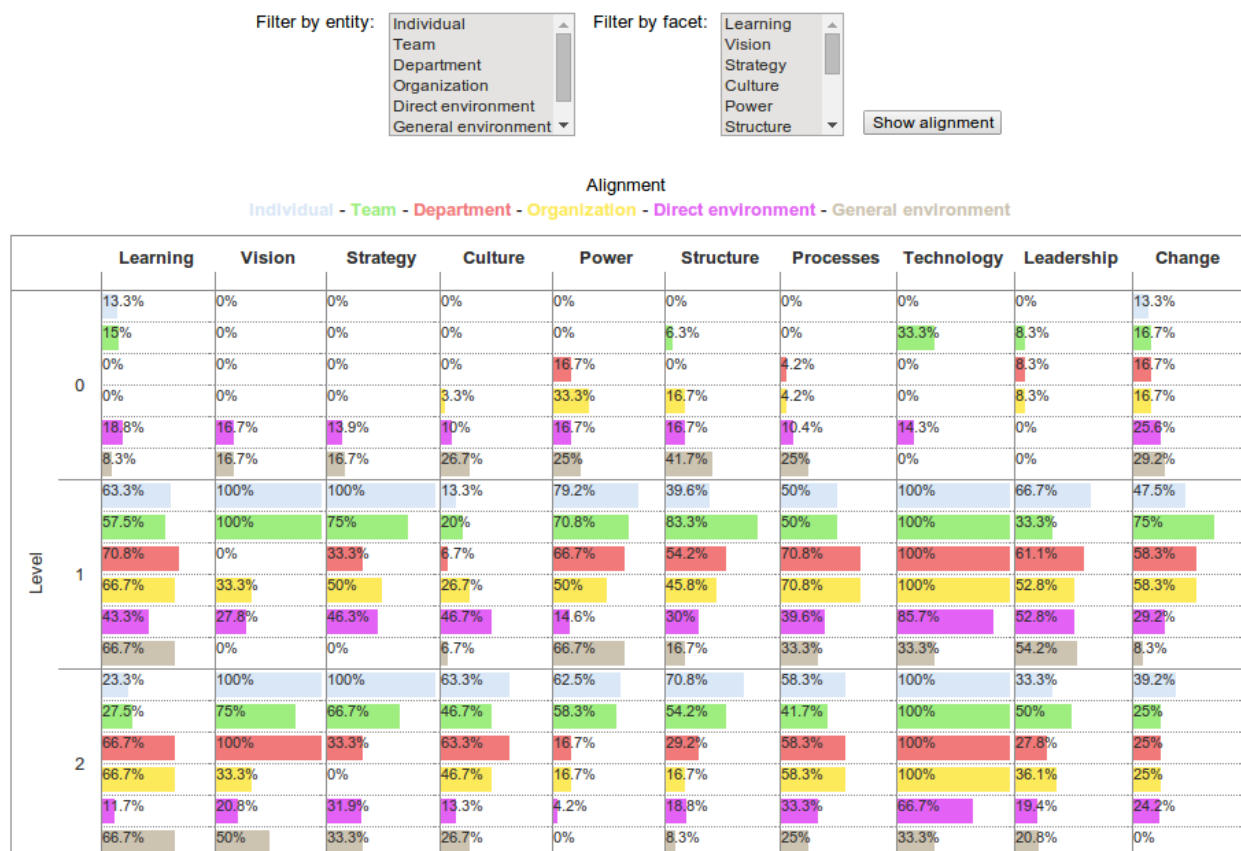 Filter by entity: Individual Filter by facet: Learning
Team Vision
Department Strategy
Organization Culture
Direct environment Power
General environment Structure Show alignment
Alignment
Individual - Team - Department - Organization - Direct environment - General environment
Learning Vision Strategy Culture Power Structure Processes Technology Leadership Change
13.3% 0% 0% 0% 0% 0% 0% 0% 0% 13.3%
15% 0% 0% 0% 0% 6.3% 0% 33.3% 8.3% 16.7%
0% 0% 0% 0% 16.7% 0% 4.2% 0% 8.3% 16.7%
0
0% 0% 0% 3.3% 33.3% 16.7% 4.2% 0% 8.3% 16.7%
18.8% 16.7% 13.9% 10% 16.7% 16.7% 10.4% 14.3% 0% 25.6%
8.3% 16.7% 16.7% 26.7% 25% 41.7% 25% 0% 0% 29.2%
63.3% 100% 100% 13.3% 79.2% 39.6% 50% 100% 66.7% 47.5%
57.5% 100% 75% 20% 70.8% 83.3% 50% 100% 33.3% 75%
70.8% 0% 33.3% 6.7% 66.7% 54.2% 70.8% 100% 61.1% 58.3%
Level
1
66.7% 33.3% 50% 26.7% 50% 45.8% 70.8% 100% 52.8% 58.3%
43.3% 27.8% 46.3% 46.7% 14.6% 30% 39.6% 85.7% 52.8% 29.2%
66.7% 0% 0% 6.7% 66.7% 16.7% 33.3% 33.3% 54.2% 8.3%
23.3% 100% 100% 63.3% 62.5% 70.8% 58.3% 100% 33.3% 39.2%
27.5% 75% 66.7% 46.7% 58.3% 54.2% 41.7% 100% 50% 25%
66.7% 100% 33.3% 63.3% 16.7% 29.2% 58.3% 100% 27.8% 25%
2
66.7% 33.3% 0% 46.7% 16.7% 16.7% 58.3% 100% 36.1% 25%
11.7% 20.8% 31.9% 13.3% 4.2% 18.8% 33.3% 66.7% 19.4% 24.2%
66.7% 50% 33.3% 26.7% 0% 8.3% 25% 33.3% 20.8% 0%